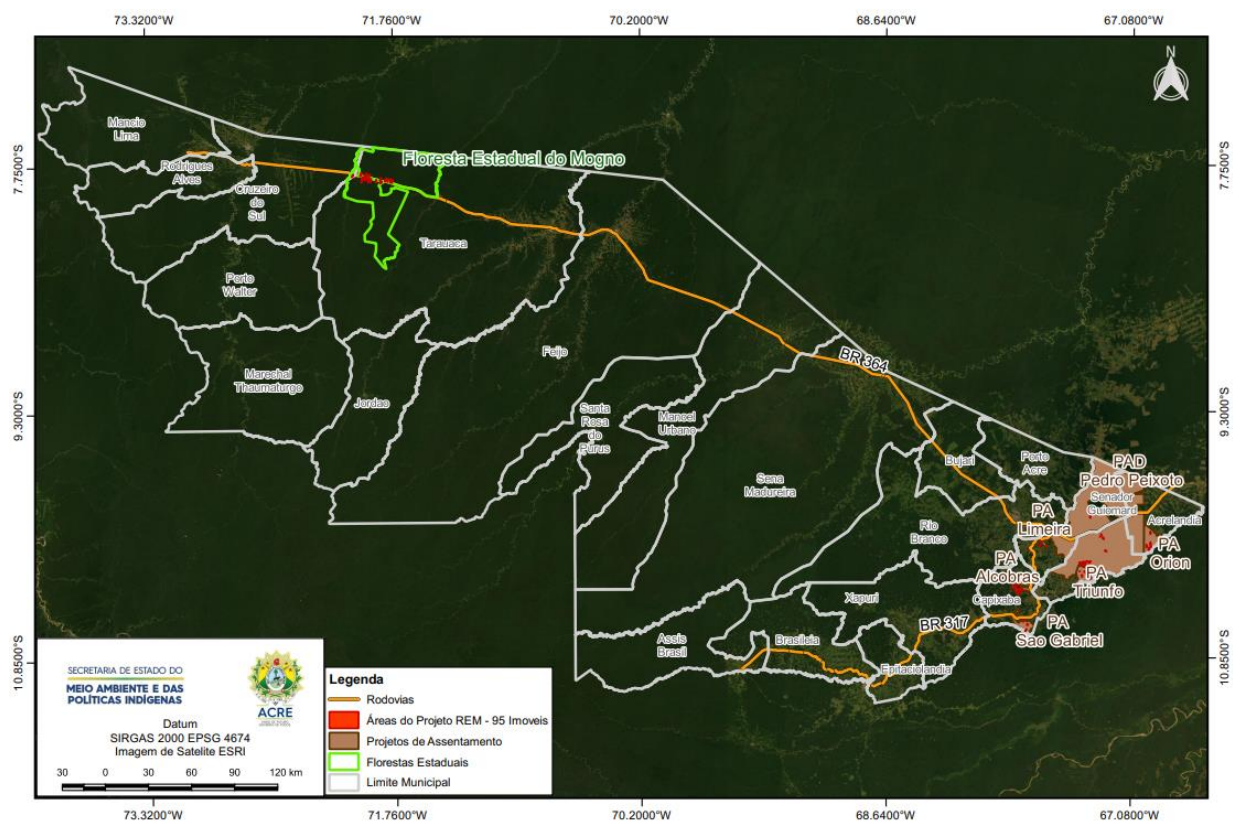 73.3200°W
71.7600°W
70.2000°W
68.6400°W
67.0800°W
N
Mancio
Lima
Floresta Estadual do Mogno
7.7500°S
7.7500°S
Rodrigues
Alves
Cruzeiro
do
Sul
Tarauaca
Porto
Walter
Feijo
BR 364
Marechal
Thaumaturgo
Jordao
9.3000°S
9.3000°S
Santa
Rosa
do
Purus
Manoel
Urbano
Bujari
Porto
Acre
PAD
Pedro Peixoto
Sena
Madureira
Senador
Guiomard
Acrelandia
PA
Limeira
Rio
Branco
PA
Orion
PA
Alcobras
PA
Triunfo
Capixaba
Xapuri
BR 317
PA
Sao Gabriel
Assis
Brasil
Brasileia
Epitaciolandia
10.8500°S
10.8500°S
SECRETARIA DE ESTADO DO
MEIO AMBIENTE E DAS
POLÍTICAS INDÍGENAS
ACRE
Datum
SIRGAS 2000 EPSG 4674
Imagem de Satelite ESRI
30 0 30 60 90 120 km
Legenda
Rodovias
Áreas do Projeto REM - 95 Imoveis
Projetos de Assentamento
Florestas Estaduais
Limite Municipal
73.3200°W
71.7600°W
70.2000°W
68.6400°W
67.0800°W